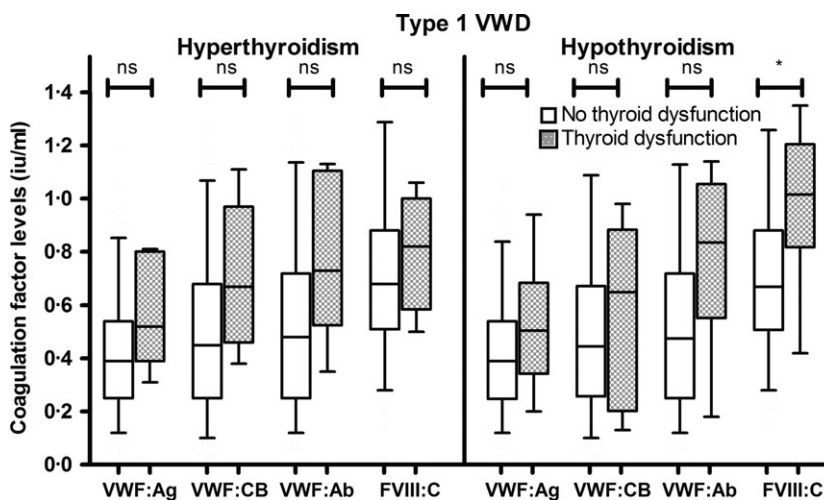 Type 1 VWD
Hyperthyroidism
Hypothyroidism
ns
ns
ns
ns
ns
ns
ns
*
No thyroid dysfunction
Thyroid dysfunction
Coagulation factor levels (iu/ml)
1·4
1·2
1·0
0·8
0·6
0·4
0·2
0·0
VWF:Ag
VWF:CB
VWF:Ab
FVIII:C
VWF:Ag
VWF:CB
VWF:Ab
FVIII:C